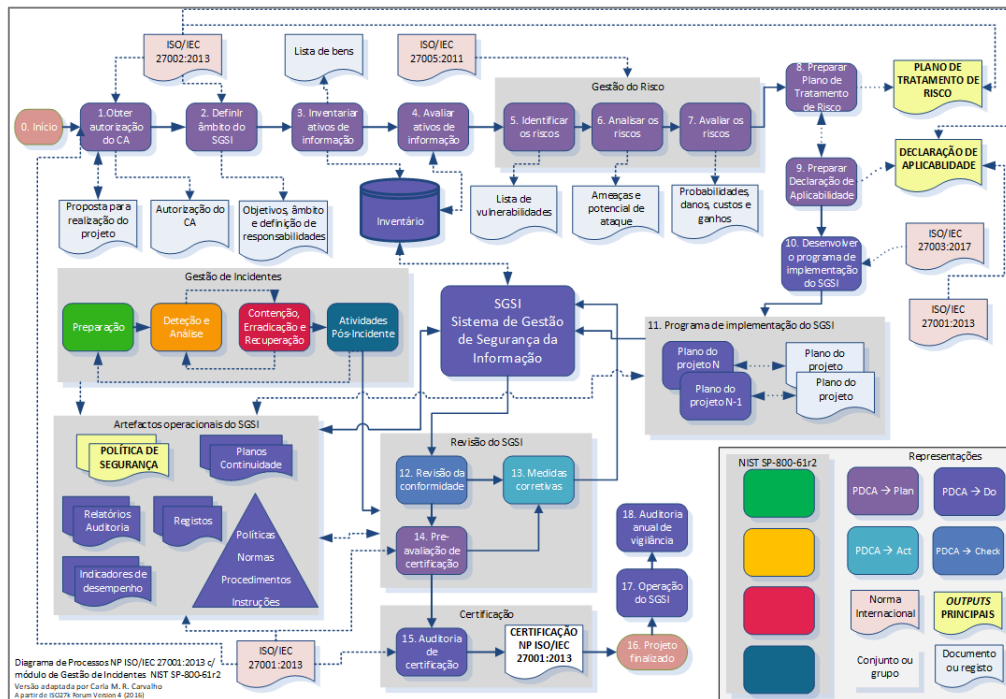 ISO/IEC
27002:2013
Lista de bens
ISO/IEC
27005:2011
Gestão do Risco
8. Preparar
Plano de
Tratamento
de Risco
PLANO DE
TRATAMENTO DE
RISCO
0. Início
1.Obter
autorização
do CA
2. Definir
âmbito do
SGSI
3. Inventariar
ativos de
informação
4. Avaliar
ativos de
informação
5. Identificar
os riscos
6. Analisar os
riscos
7. Avaliar os
riscos
9. Preparar
Declaração de
Aplicabilidade
DECLARAÇÃO DE
APLICABLIDADE
Proposta para
realização do
projeto
Autorização do
CA
Objetivos, âmbito
e definição de
responsabilidades
Inventário
Lista de
vulnerabilidades
Ameaças e
potencial de
ataque
Probabilidades,
danos, custos e
ganhos
10. Desenvolver
o programa de
implementação
do SGSI
ISO/IEC
27003:2017
ISO/IEC
27001:2013
Gestão de Incidentes
Preparação
Deteção e
Análise
Contenção,
Erradicação e
Recuperação
Atividades
Pós-Incidente
SGSI
Sistema de Gestão
de Segurança da
Informação
11. Programa de implementação do SGSI
Plano do
projeto N
Plano do
projeto
Plano do
projeto N-1
Plano do
projeto
Artefactos operacionais do SGSI
POLÍTICA DE
SEGURANÇA
Planos
Continuidade
Relatórios
Auditoria
Registos
Indicadores de
desempenho
Políticas
Normas
Procedimentos
Instruções
Revisão do SGSI
12. Revisão da
conformidade
13. Medidas
corretivas
14. Pre-
avaliação de
certificação
Certificação
15. Auditoria
de
certificação
CERTIFICAÇÃO
NP ISO/IEC
27001:2013
16. Projeto
finalizado
17. Operação
do SGSI
18. Auditoria
anual de
vigilância
ISO/IEC
27001:2013
NIST SP-800-61r2
Representações
PDCA → Plan
PDCA → Do
PDCA → Act
PDCA → Check
Norma
Internacional
OUTPUTS
PRINCIPAIS
Conjunto ou
grupo
Documento
ou registo
Diagrama de Processos NP ISO/IEC 27001:2013 c/
módulo de Gestão de Incidentes NIST SP-800-61r2
Versão adaptada por Carla M. R. Carvalho
A partir de ISO27k Forum Version 4 (2016)